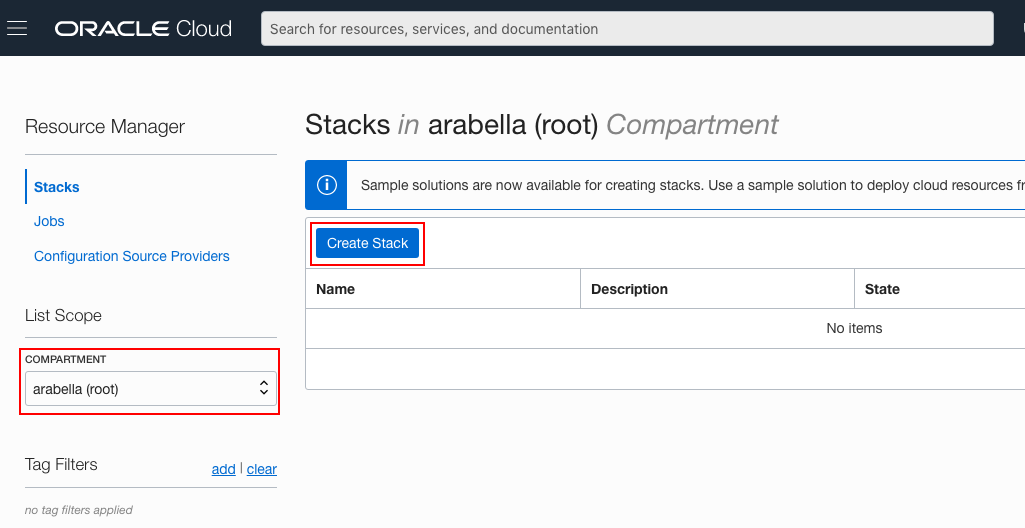 ORACLE Cloud
Search for resources, services, and documentation
Resource Manager
Stacks
Jobs
Configuration Source Providers
List Scope
COMPARTMENT
arabella (root)
Tag Filters
add | clear
no tag filters applied
Stacks in arabella (root) Compartment
Sample solutions are now available for creating stacks. Use a sample solution to deploy cloud resources
Create Stack
Name Description State
No items